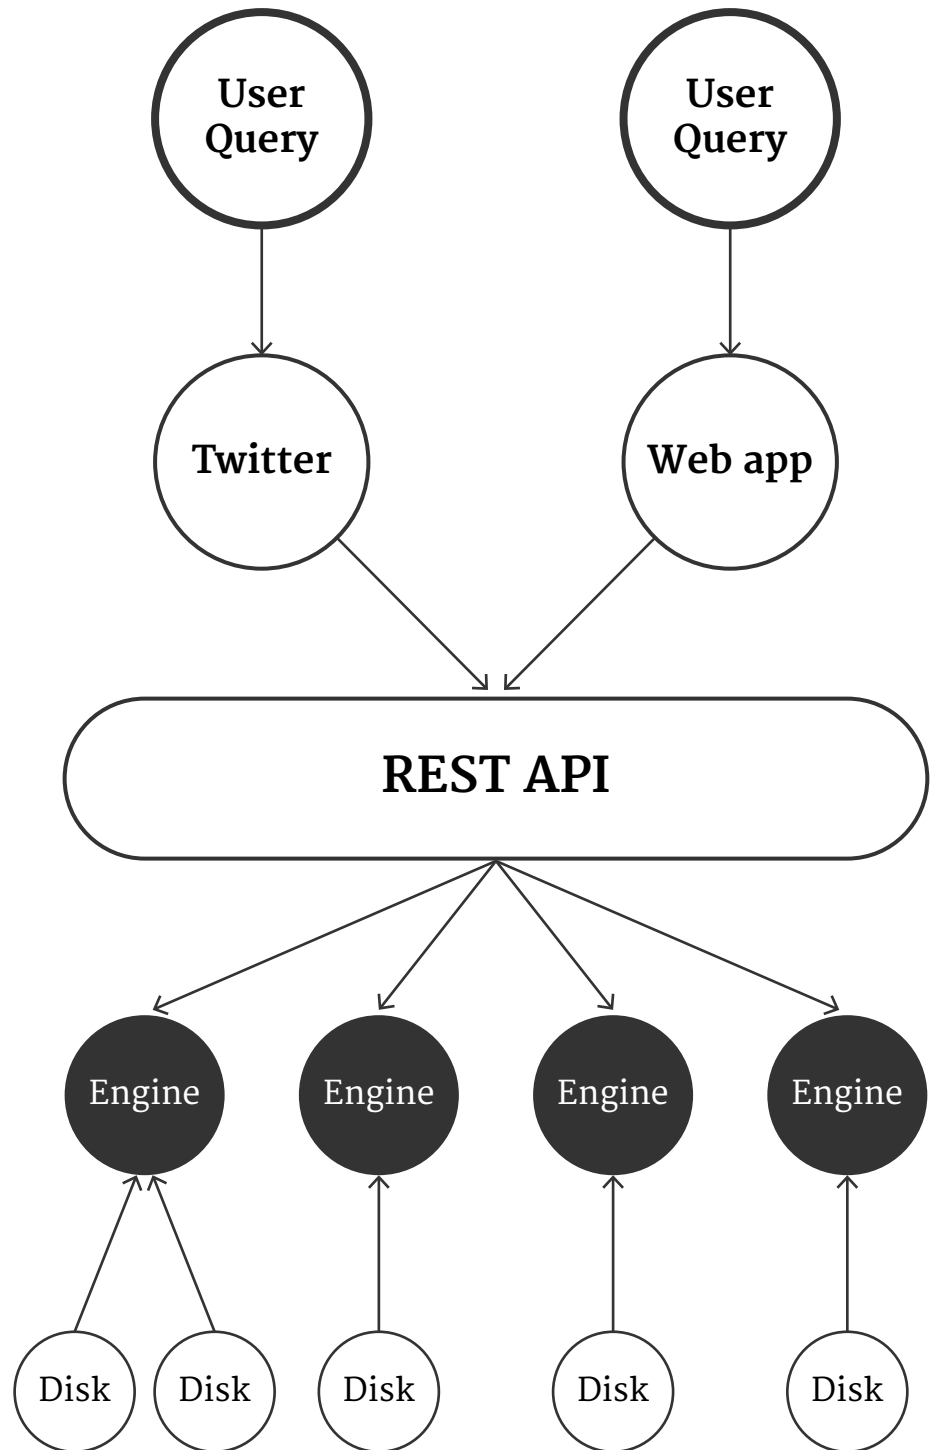 User
Query
User
Query
Twitter
Web app
REST API
Engine
Engine
Engine
Engine
Disk
Disk
Disk
Disk
Disk